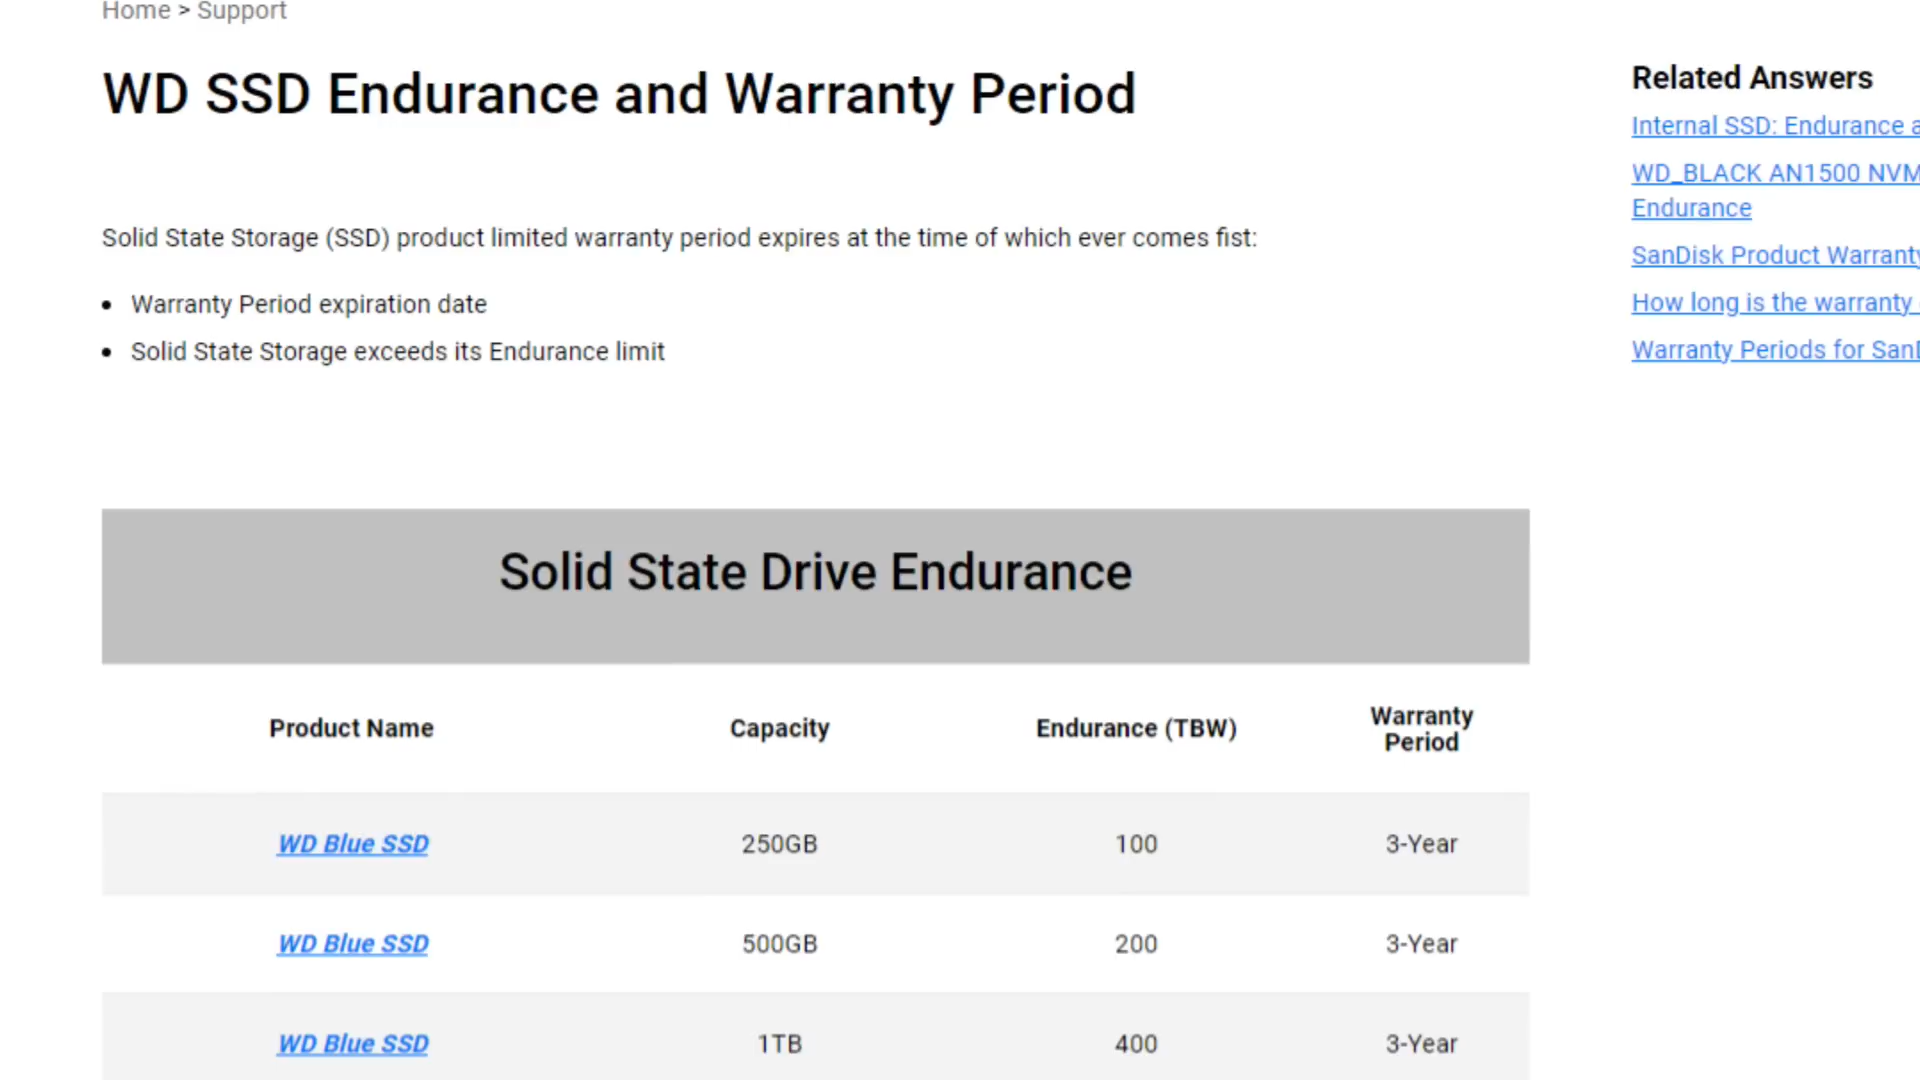 Home > Support
WD SSD Endurance and Warranty Period
Solid State Storage (SSD) product limited warranty period expires at the time of which ever comes fist:
• Warranty Period expiration date
• Solid State Storage exceeds its Endurance limit
Solid State Drive Endurance
Product Name Capacity Endurance (TBW) Warranty Period
WD Blue SSD 250GB 100 3-Year
WD Blue SSD 500GB 200 3-Year
WD Blue SSD 1TB 400 3-Year
Related Answers
Internal SSD: Endurance
WD_BLACK AN1500
Endurance
SanDisk Product Warranty
How long is the warranty
Warranty Periods for